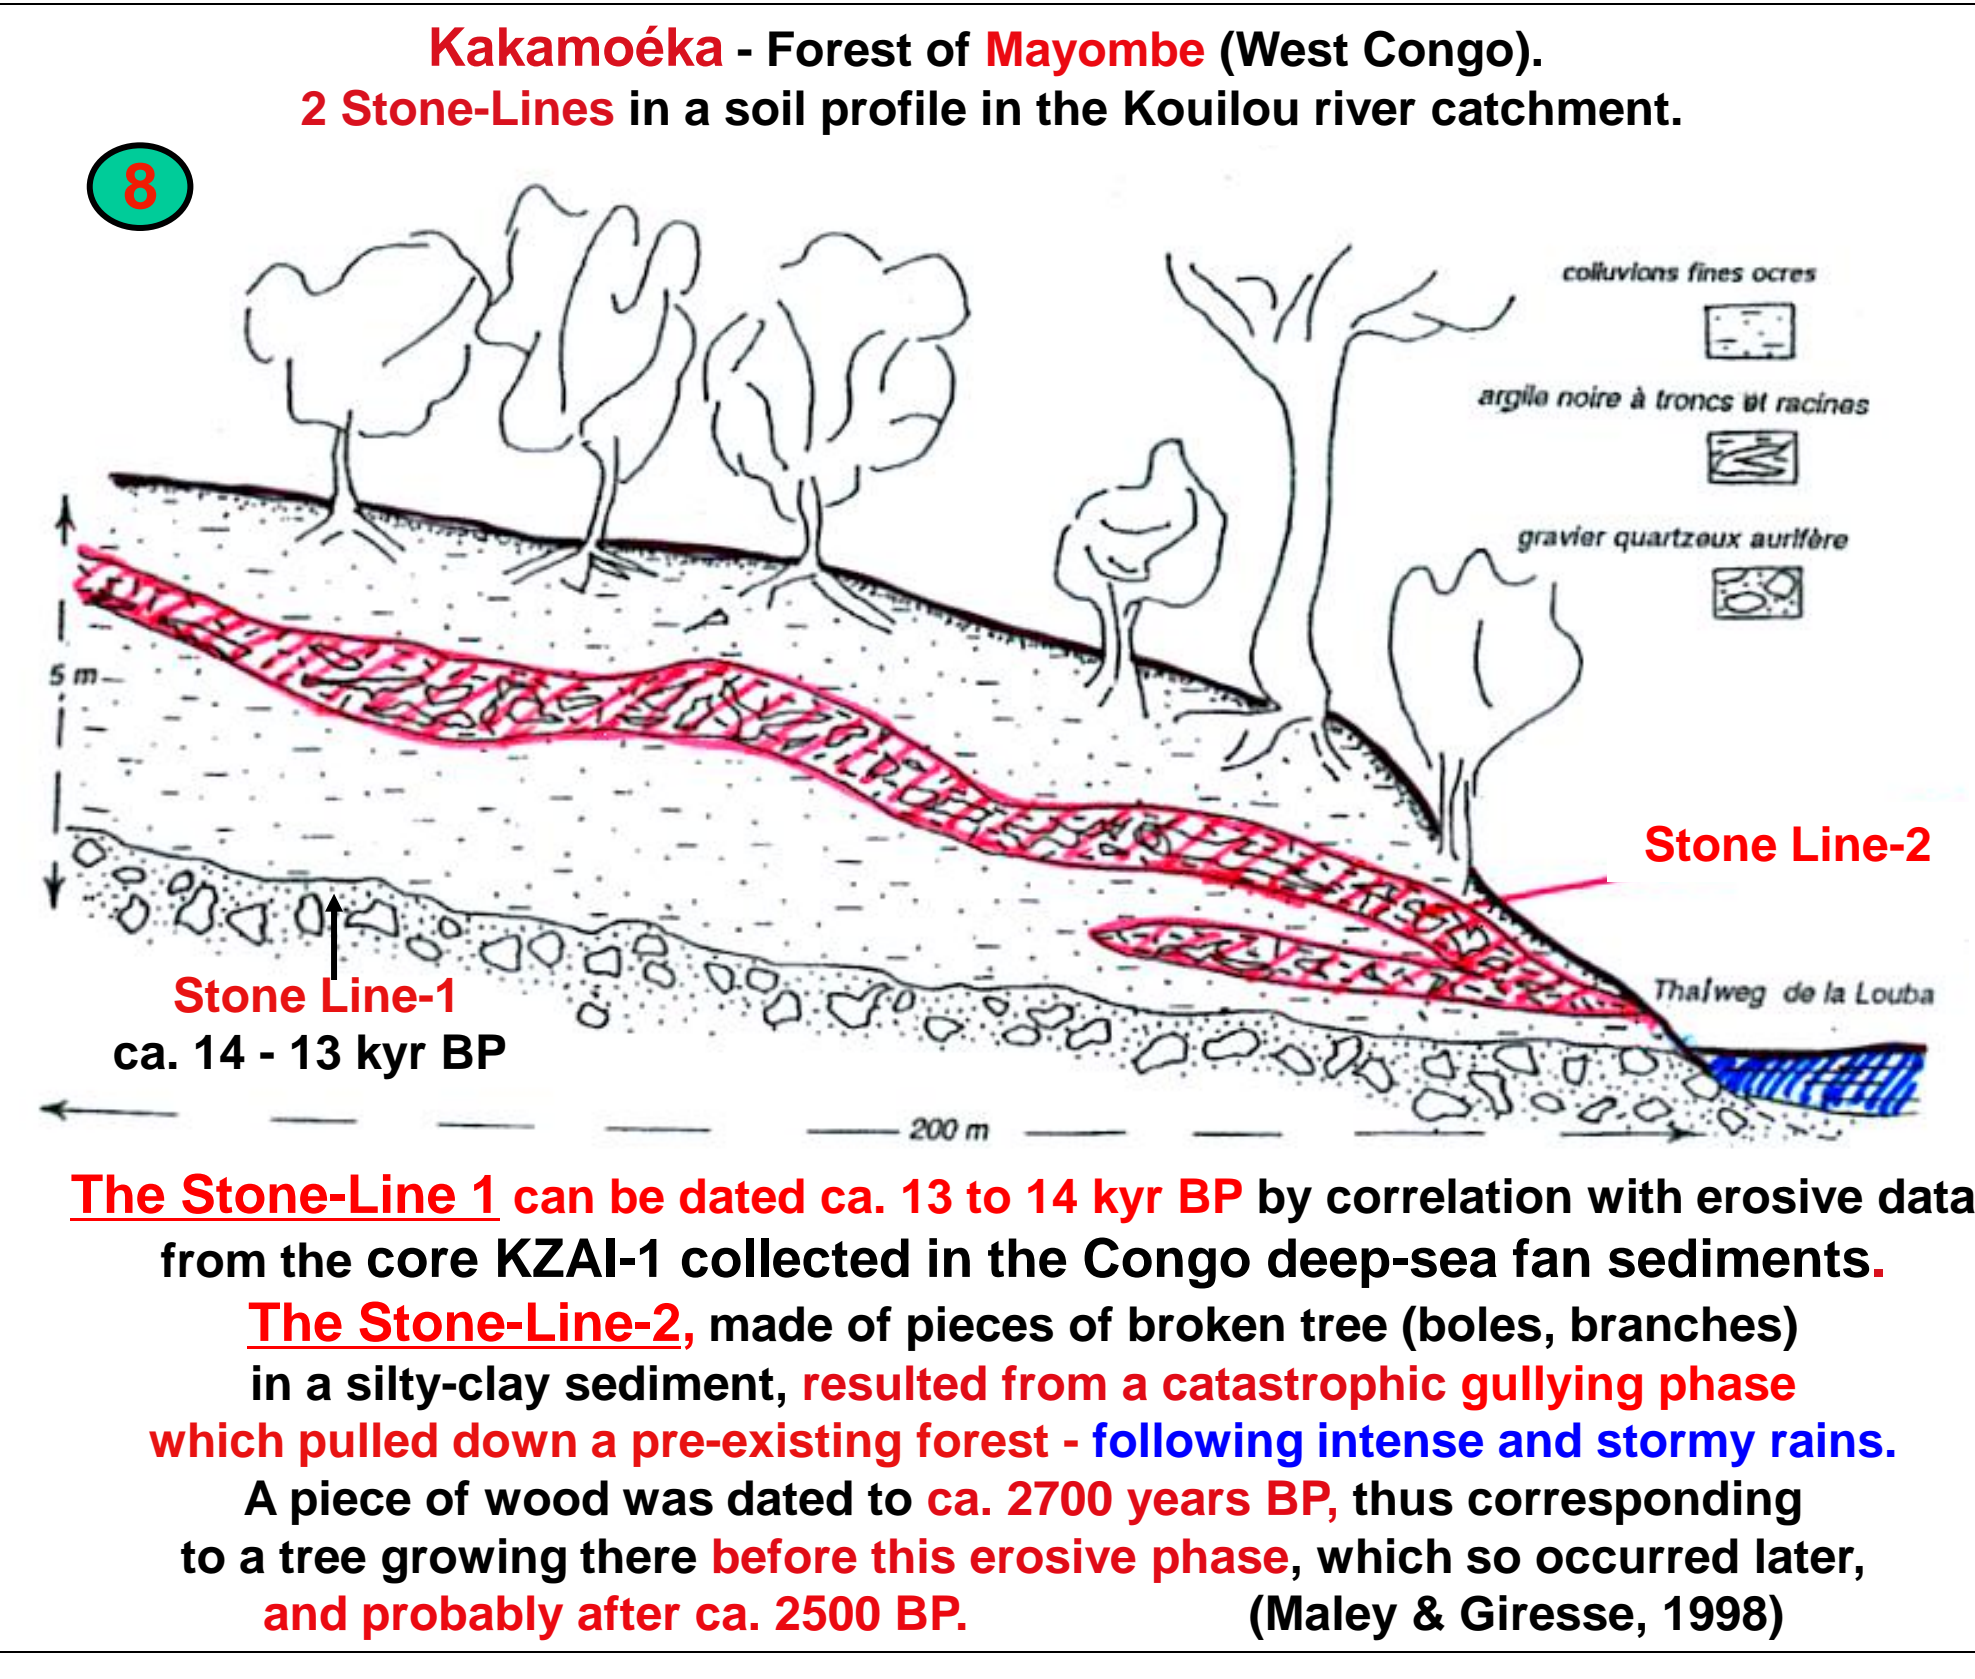 Kakamoéka - Forest of Mayombe (West Congo).
2 Stone-Lines in a soil profile in the Kouilou river catchment.
8
colluvions fines ocres
argile noire à troncs et racines
gravier quartzeux aurifère
5 m
Stone Line-2
Thalweg de la Louba
Stone Line-1
ca. 14 - 13 kyr BP
200 m
The Stone-Line 1 can be dated ca. 13 to 14 kyr BP by correlation with erosive data
from the core KZAI-1 collected in the Congo deep-sea fan sediments.
The Stone-Line-2, made of pieces of broken tree (boles, branches)
in a silty-clay sediment, resulted from a catastrophic gullying phase
which pulled down a pre-existing forest - following intense and stormy rains.
A piece of wood was dated to ca. 2700 years BP, thus corresponding
to a tree growing there before this erosive phase, which so occurred later,
and probably after ca. 2500 BP. (Maley & Giresse, 1998)